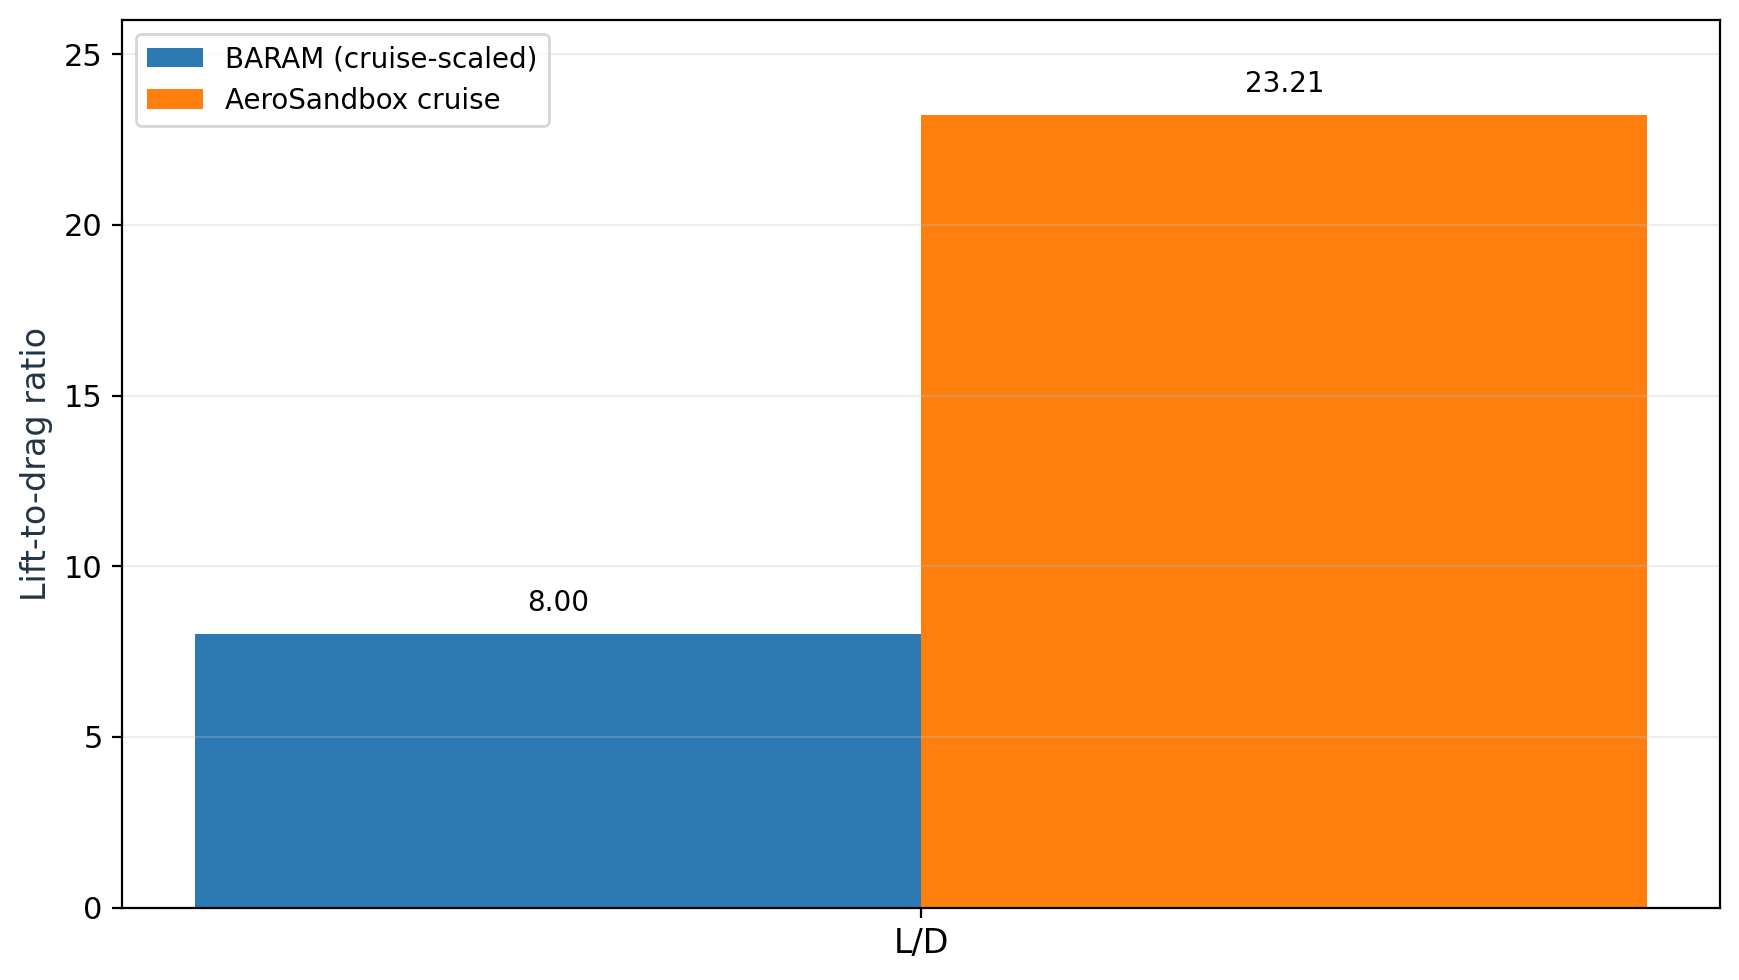 BARAM (cruise-scaled)
AeroSandbox cruise
25
20
15
10
5
0
Lift-to-drag ratio
8.00
23.21
L/D